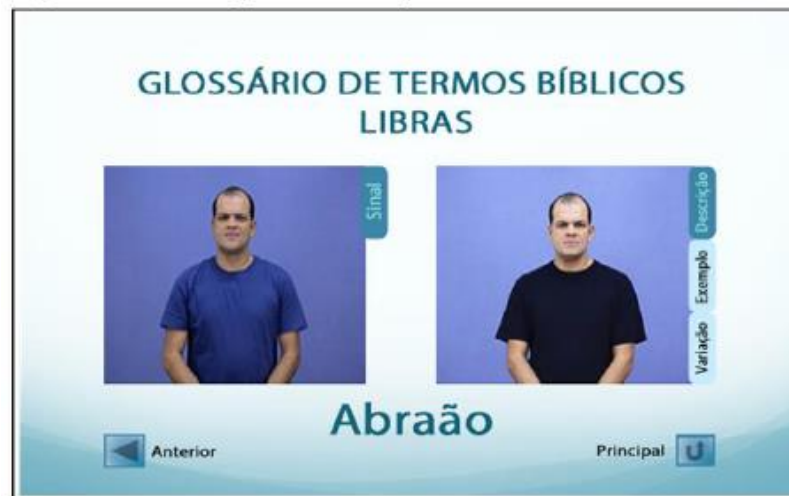 GLOSSÁRIO DE TERMOS BÍBLICOS
LIBRAS
Sinal
Descrição
Exemplo
Variação
Abraão
Anterior
Principal